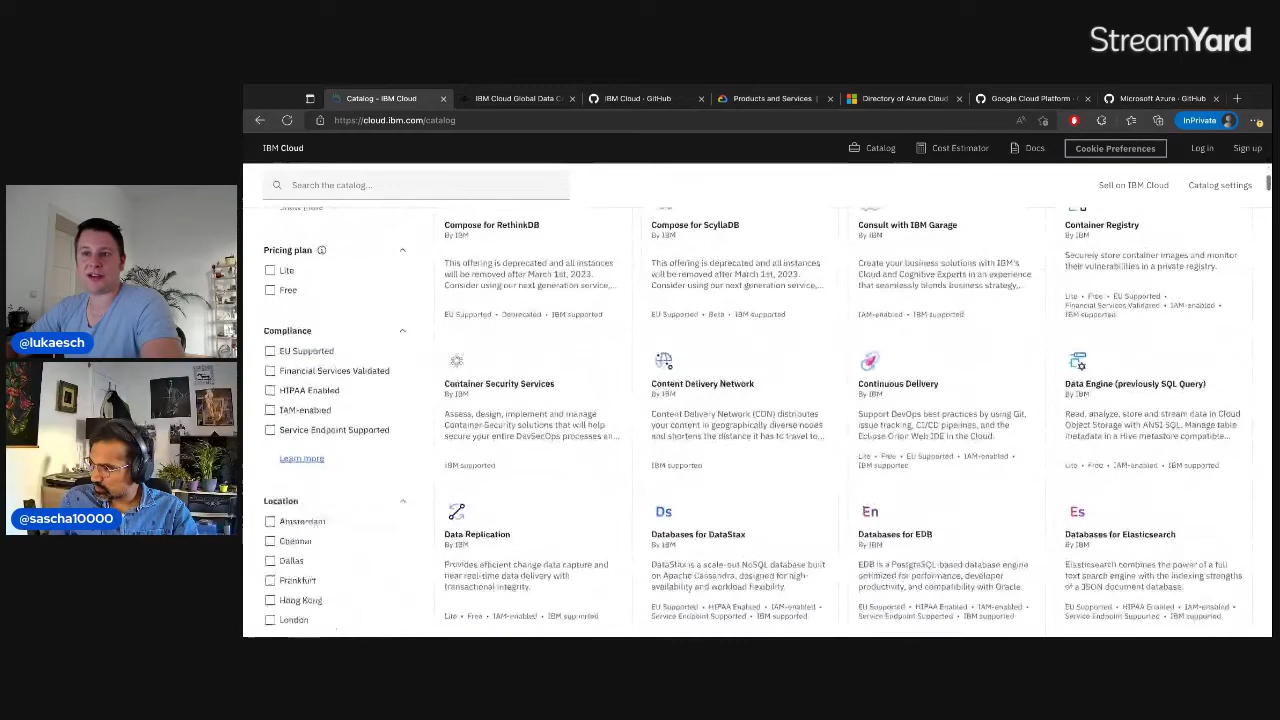 StreamYard
Catalog - IBM Cloud
IBM Cloud Global Data C
IBM Cloud · GitHub
Products and Services |
Directory of Azure Cloud
Google Cloud Platform ·
Microsoft Azure · GitHub
https://cloud.ibm.com/catalog
InPrivate
IBM Cloud
Catalog
Cost Estimator
Docs
Cookie Preferences
Log in
Sign up
Search the catalog...
Sell on IBM Cloud
Catalog settings
Pricing plan
Lite
Free
Compliance
EU Supported
Financial Services Validated
HIPAA Enabled
IAM-enabled
Service Endpoint Supported
Learn more
Location
Amsterdam
Chennai
Dallas
Frankfurt
Hong Kong
London
Compose for RethinkDB
By IBM
This offering is deprecated and all instances
will be removed after March 1st, 2023.
Consider using our next generation service,...
EU Supported • Deprecated • IBM supported
Compose for ScyllaDB
By IBM
This offering is deprecated and all instances
will be removed after March 1st, 2023.
Consider using our next generation service,...
EU Supported • Beta • IBM supported
Consult with IBM Garage
By IBM
Create your business solutions with IBM's
Cloud and Cognitive Experts in an experience
that seamlessly blends business strategy,...
IAM-enabled • IBM supported
Container Registry
By IBM
Securely store container images and monitor
their vulnerabilities in a private registry.
Lite • Free • EU Supported •
Financial Services Validated • IAM-enabled •
IBM supported
Container Security Services
By IBM
Assess, design, implement and manage
Container Security solutions that will help
secure your entire DevSecOps processes an...
IBM supported
Content Delivery Network
By IBM
Content Delivery Network (CDN) distributes
your content in geographically diverse nodes
and shortens the distance it has to travel to...
IBM supported
Continuous Delivery
By IBM
Support DevOps best practices by using Git,
issue tracking, CI/CD pipelines, and the
Eclipse Orion Web IDE in the Cloud.
Lite • Free • EU Supported • IAM-enabled •
IBM supported
Data Engine (previously SQL Query)
By IBM
Read, analyze, store and stream data in Cloud
Object Storage with ANSI SQL. Manage table
metadata in a Hive metastore compatible...
Lite • Free • IAM-enabled • IBM supported
Data Replication
By IBM
Provides efficient change data capture and
near real-time data delivery with
transactional integrity.
Lite • Free • IAM-enabled • IBM supported
Ds
Databases for DataStax
By IBM
DataStax is a scale-out NoSQL database built
on Apache Cassandra, designed for high-
availability and workload flexibility.
EU Supported • HIPAA Enabled • IAM-enabled •
Service Endpoint Supported • IBM supported
En
Databases for EDB
By IBM
EDB is a PostgreSQL-based database engine
optimized for performance, developer
productivity, and compatibility with Oracle
EU Supported • HIPAA Enabled • IAM-enabled •
Service Endpoint Supported • IBM supported
Es
Databases for Elasticsearch
By IBM
Elasticsearch combines the power of a full
text search engine with the indexing strengths
of a JSON document database.
EU Supported • HIPAA Enabled • IAM-enabled •
Service Endpoint Supported • IBM supported
@lukaesch
@sascha10000